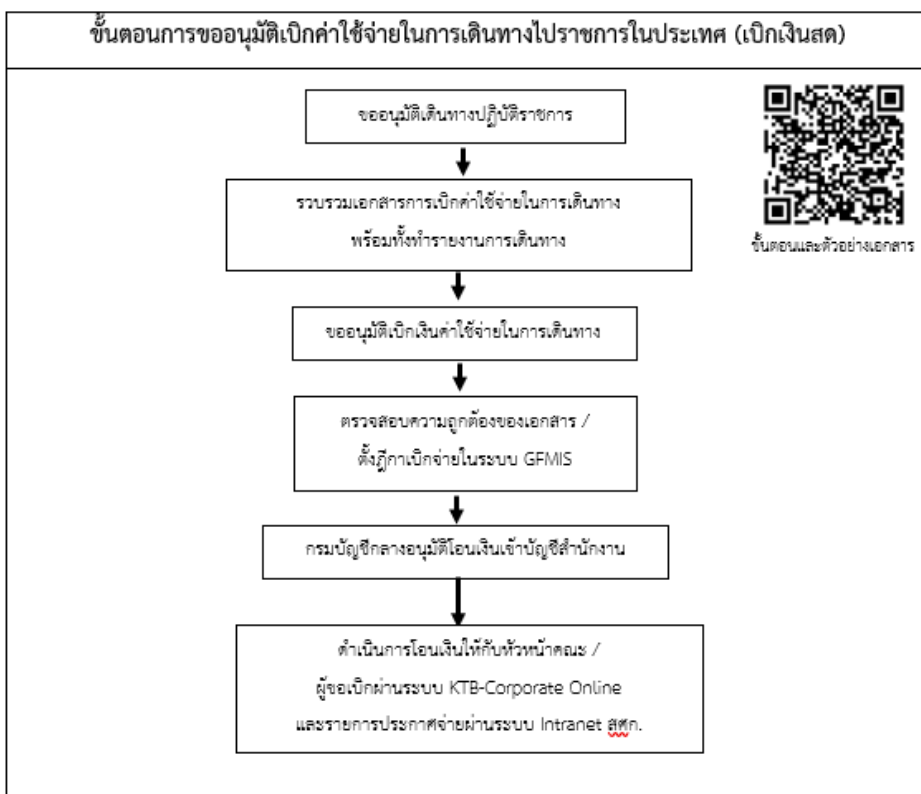 ขั้นตอนการขออนุมัติเบิกค่าใช้จ่ายในการเดินทางไปราชการในประเทศ (เบิกเงินสด)
ขออนุมัติเดินทางปฏิบัติราชการ
รวบรวมเอกสารการเบิกค่าใช้จ่ายในการเดินทาง
พร้อมทั้งทำรายงานการเดินทาง
ขั้นตอนและตัวอย่างเอกสาร
ขออนุมัติเบิกเงินค่าใช้จ่ายในการเดินทาง
ตรวจสอบความถูกต้องของเอกสาร /
ตั้งฎีกาเบิกจ่ายในระบบ GFMIS
กรมบัญชีกลางอนุมัติโอนเงินเข้าบัญชีสำนักงาน
ดำเนินการโอนเงินให้กับหัวหน้าคณะ /
ผู้ขอเบิกผ่านระบบ KTB-Corporate Online
และรายการประกาศจ่ายผ่านระบบ Intranet สศก.